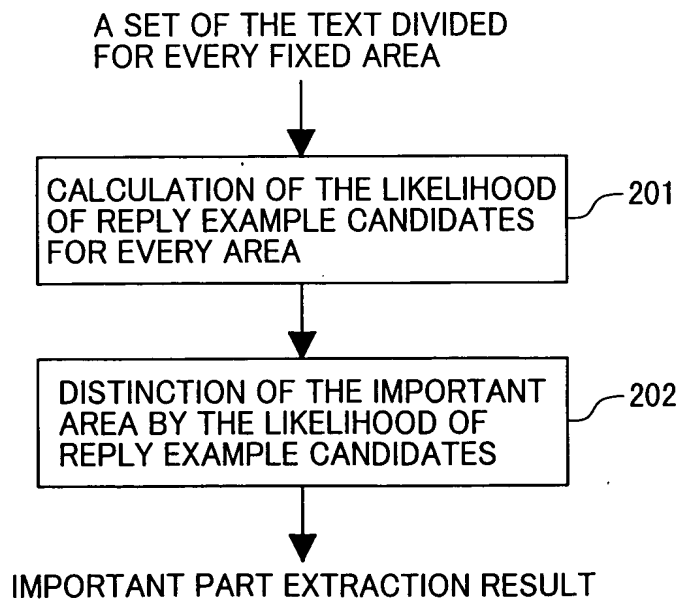 A SET OF THE TEXT DIVIDED
FOR EVERY FIXED AREA
CALCULATION OF THE LIKELIHOOD
OF REPLY EXAMPLE CANDIDATES
FOR EVERY AREA
201
DISTINCTION OF THE IMPORTANT
AREA BY THE LIKELIHOOD OF
REPLY EXAMPLE CANDIDATES
202
IMPORTANT PART EXTRACTION RESULT